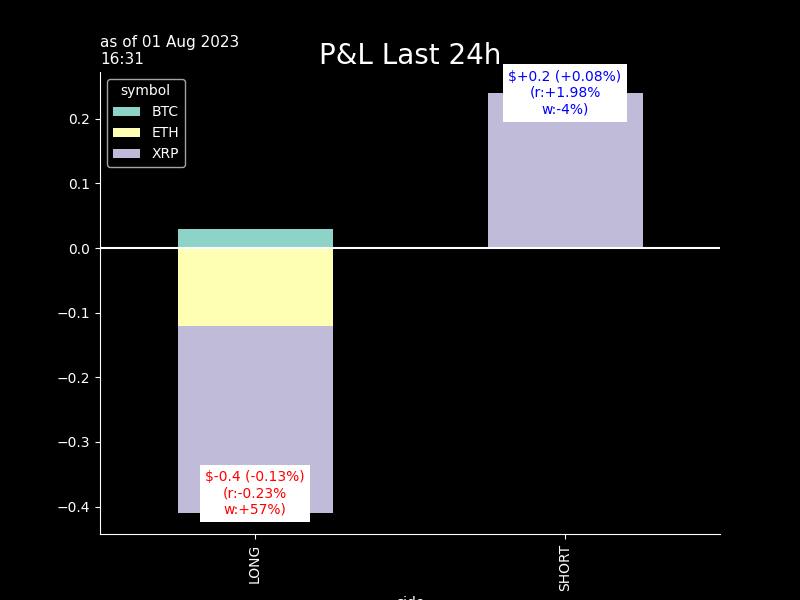 as of 01 Aug 2023
16:31
P&L Last 24h
symbol
BTC
ETH
XRP
$+0.2 (+0.08%)
(r:+1.98%
w:-4%)
0.2
0.1
0.0
−0.1
−0.2
−0.3
−0.4
$-0.4 (-0.13%)
(r:-0.23%
w:+57%)
LONG
SHORT